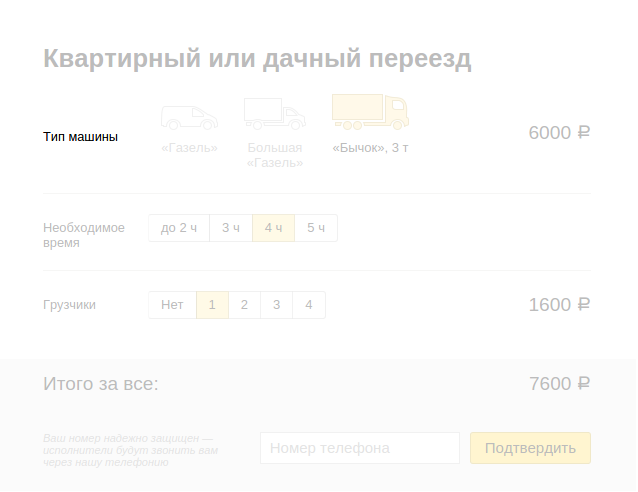 Квартирный или дачный переезд
Тип машины
«Газель»
Большая
«Газель»
«Бычок», 3 т
6000 ₽
Необходимое
время
до 2 ч 3 ч 4 ч 5 ч
Грузчики
Нет 1 2 3 4
1600 ₽
Итого за все:
7600 ₽
Ваш номер надежно защищен —
исполнители будут звонить вам
через нашу телефонию
Номер телефона
Подтвердить